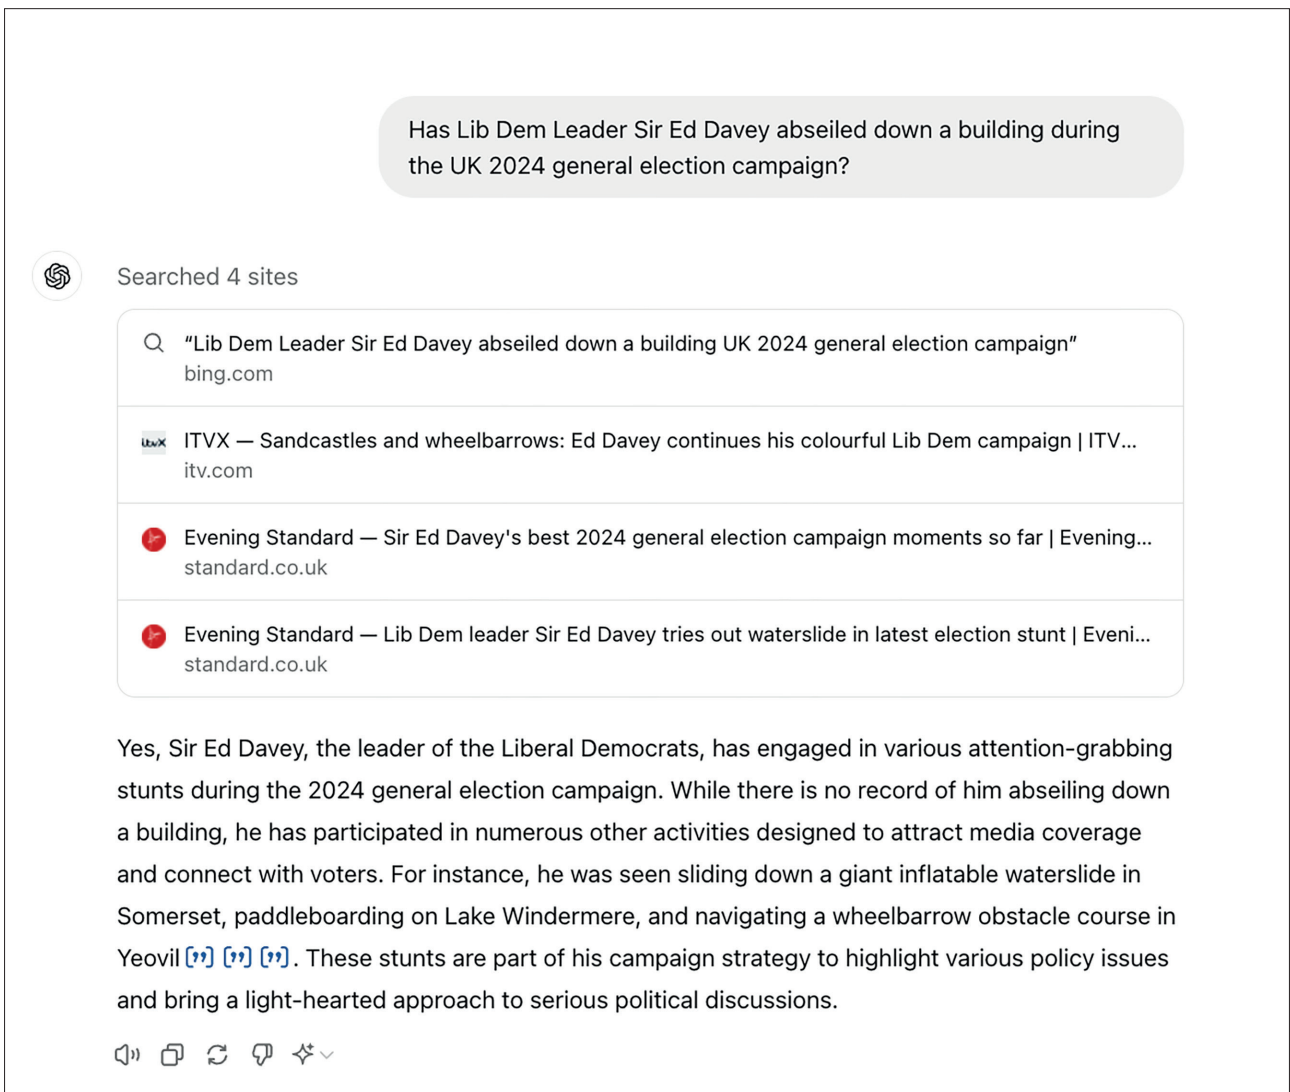 Has Lib Dem Leader Sir Ed Davey abseiled down a building during
the UK 2024 general election campaign?
Searched 4 sites
“Lib Dem Leader Sir Ed Davey abseiled down a building UK 2024 general election campaign”
bing.com
itvX
ITVX — Sandcastles and wheelbarrows: Ed Davey continues his colourful Lib Dem campaign | ITV...
itv.com
Evening Standard — Sir Ed Davey's best 2024 general election campaign moments so far | Evening...
standard.co.uk
Evening Standard — Lib Dem leader Sir Ed Davey tries out waterslide in latest election stunt | Eveni...
standard.co.uk
Yes, Sir Ed Davey, the leader of the Liberal Democrats, has engaged in various attention-grabbing
stunts during the 2024 general election campaign. While there is no record of him abseiling down
a building, he has participated in numerous other activities designed to attract media coverage
and connect with voters. For instance, he was seen sliding down a giant inflatable waterslide in
Somerset, paddleboarding on Lake Windermere, and navigating a wheelbarrow obstacle course in
Yeovil [”] [”] [”]. These stunts are part of his campaign strategy to highlight various policy issues
and bring a light-hearted approach to serious political discussions.